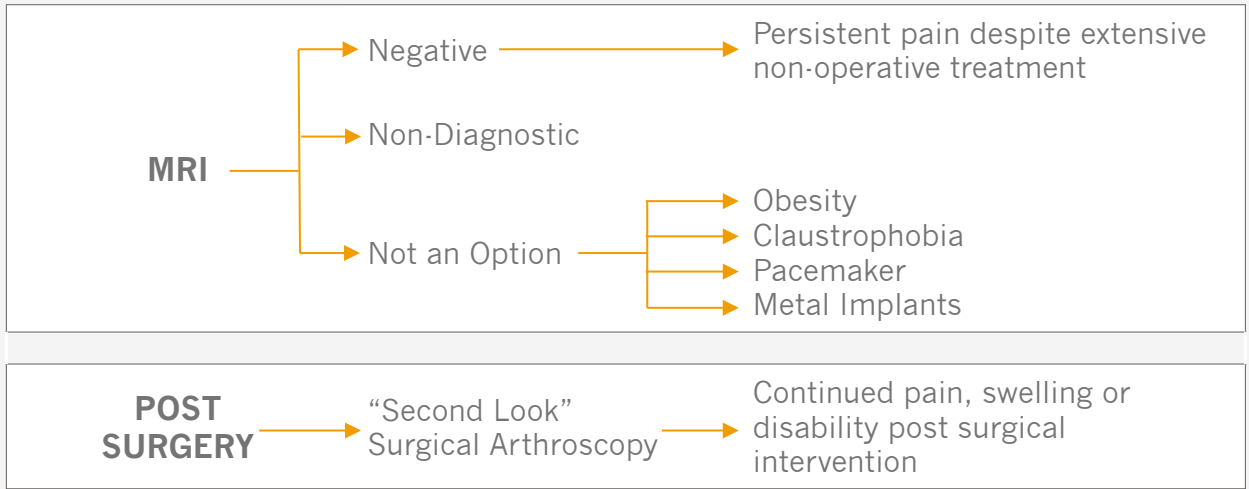 MRI
Negative
Persistent pain despite extensive
non-operative treatment
Non-Diagnostic
Not an Option
Obesity
Claustrophobia
Pacemaker
Metal Implants
POST
SURGERY
“Second Look”
Surgical Arthroscopy
Continued pain, swelling or
disability post surgical
intervention